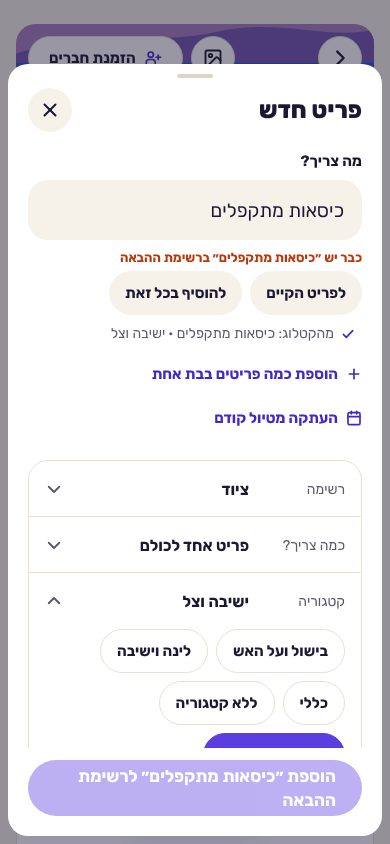 הזמנת חברים
פריט חדש
מה צריך?
כיסאות מתקפלים
כבר יש ״כיסאות מתקפלים״ ברשימת ההבאה
לפריט הקיים
להוסיף בכל זאת
מהקטלוג: כיסאות מתקפלים • ישיבה וצל
הוספת כמה פריטים בבת אחת
העתקה מטיול קודם
רשימה ציוד
כמה צריך? פריט אחד לכולם
קטגוריה ישיבה וצל
בישול ועל האש
לינה וישיבה
כללי
ללא קטגוריה
הוספת ״כיסאות מתקפלים״ לרשימת
ההבאה